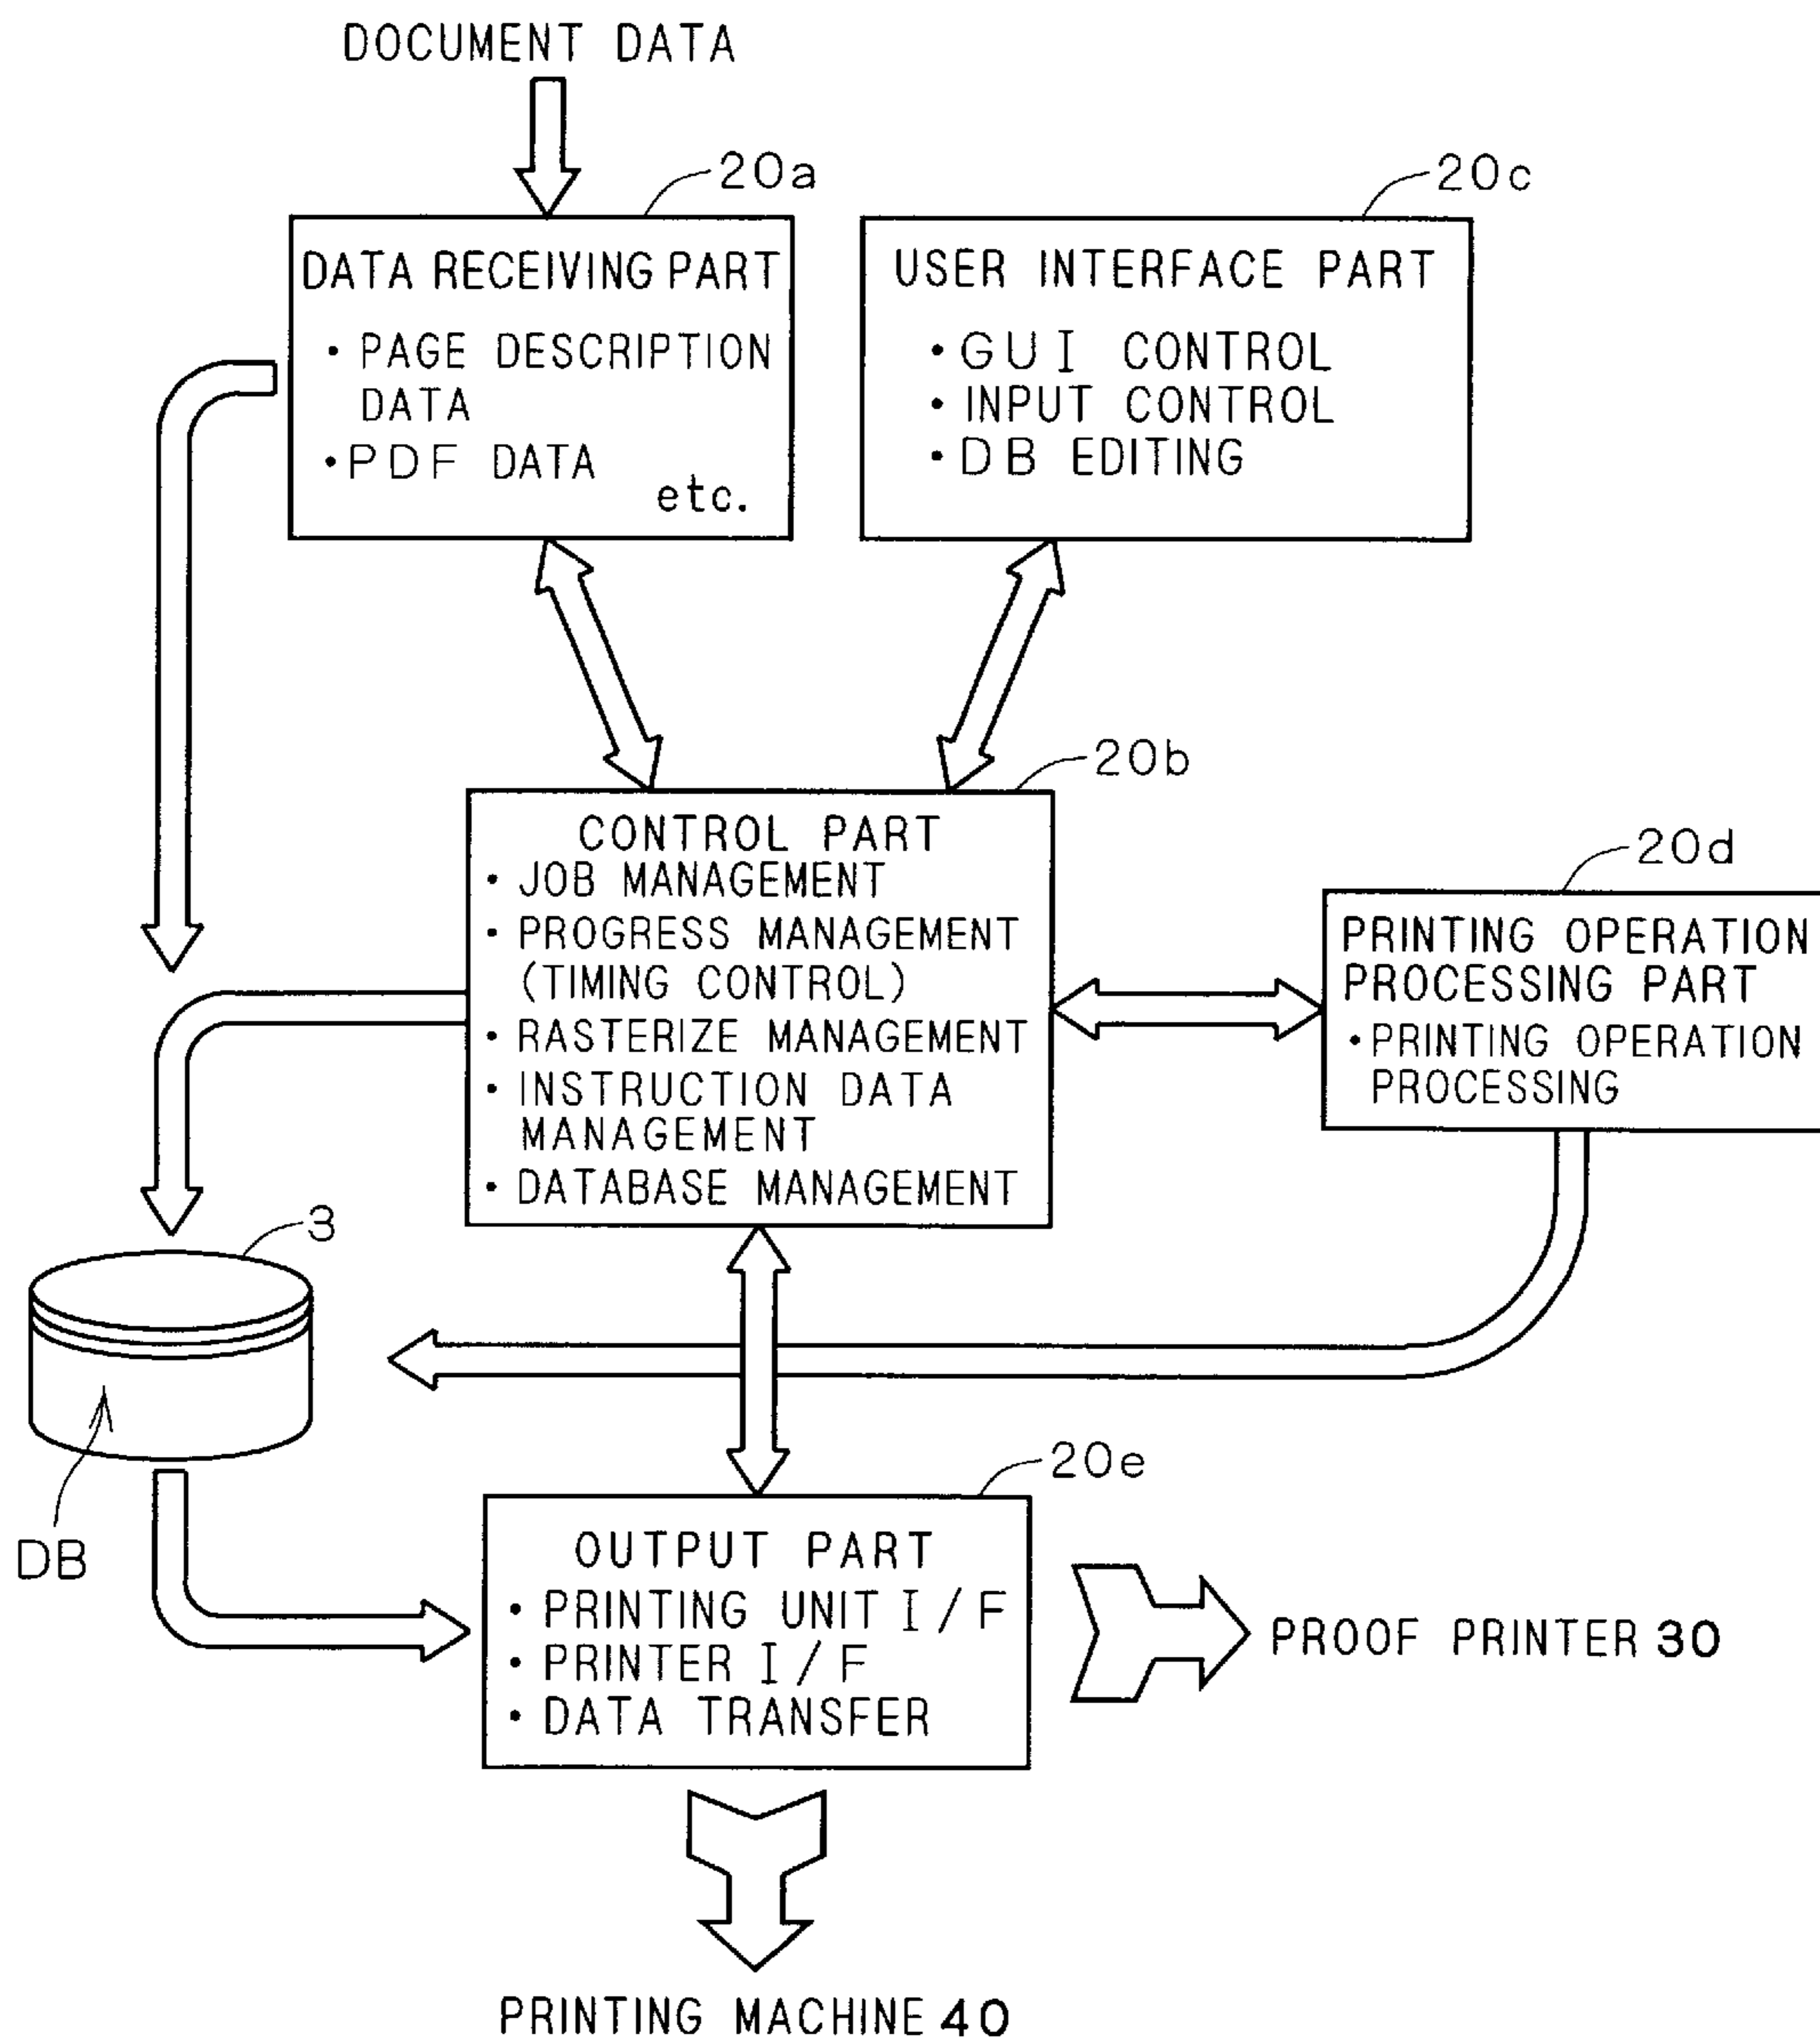 DOCUMENT DATA
20a
DATA RECEIVING PART
• PAGE DESCRIPTION
DATA
• PDF DATA
etc.
20c
USER INTERFACE PART
• GUI CONTROL
• INPUT CONTROL
• DB EDITING
20b
CONTROL PART
• JOB MANAGEMENT
• PROGRESS MANAGEMENT
(TIMING CONTROL)
• RASTERIZE MANAGEMENT
• INSTRUCTION DATA
MANAGEMENT
• DATABASE MANAGEMENT
20d
PRINTING OPERATION
PROCESSING PART
• PRINTING OPERATION
PROCESSING
3
DB
20e
OUTPUT PART
• PRINTING UNIT I/F
• PRINTER I/F
• DATA TRANSFER
PROOF PRINTER 30
PRINTING MACHINE 40